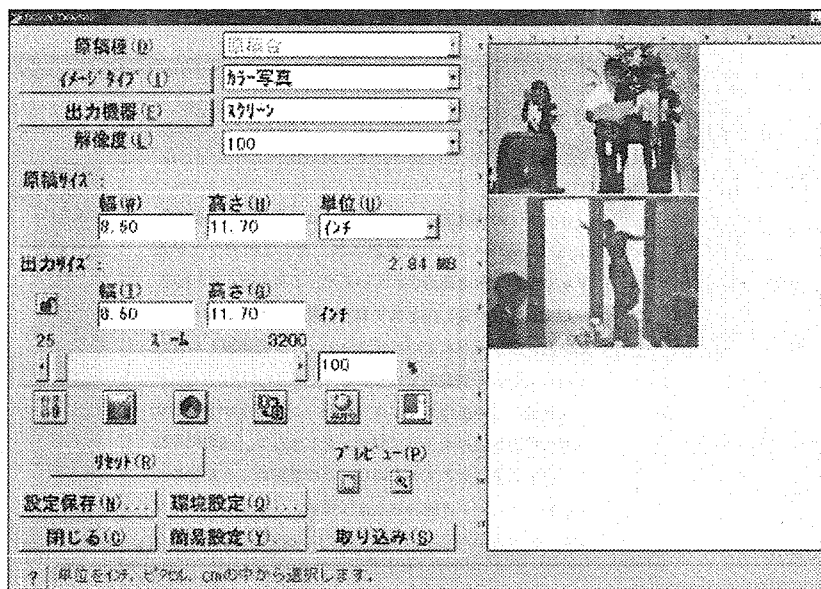 原稿種(D)
原稿台
イメージタイプ(I)
カラー写真
出力機器(E)
スクリーン
解像度(L)
100
原稿サイズ:
幅(W) 高さ(H) 単位(U)
8.50 11.70 インチ
出力サイズ: 2.84 MB
幅(T) 高さ(G)
8.50 11.70 インチ
25 ズーム 3200
100 %
リセット(R)
プレビュー(P)
設定保存(N)... 環境設定(O)...
閉じる(C) 簡易設定(Y) 取り込み(S)
? 単位をインチ, ピクセル, cmの中から選択します.